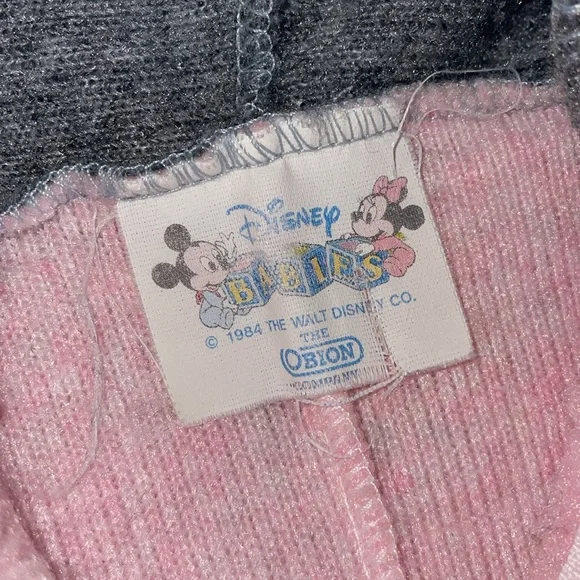 Disney
BABIES
© 1984 THE WALT DISNEY CO.
THE
OBION